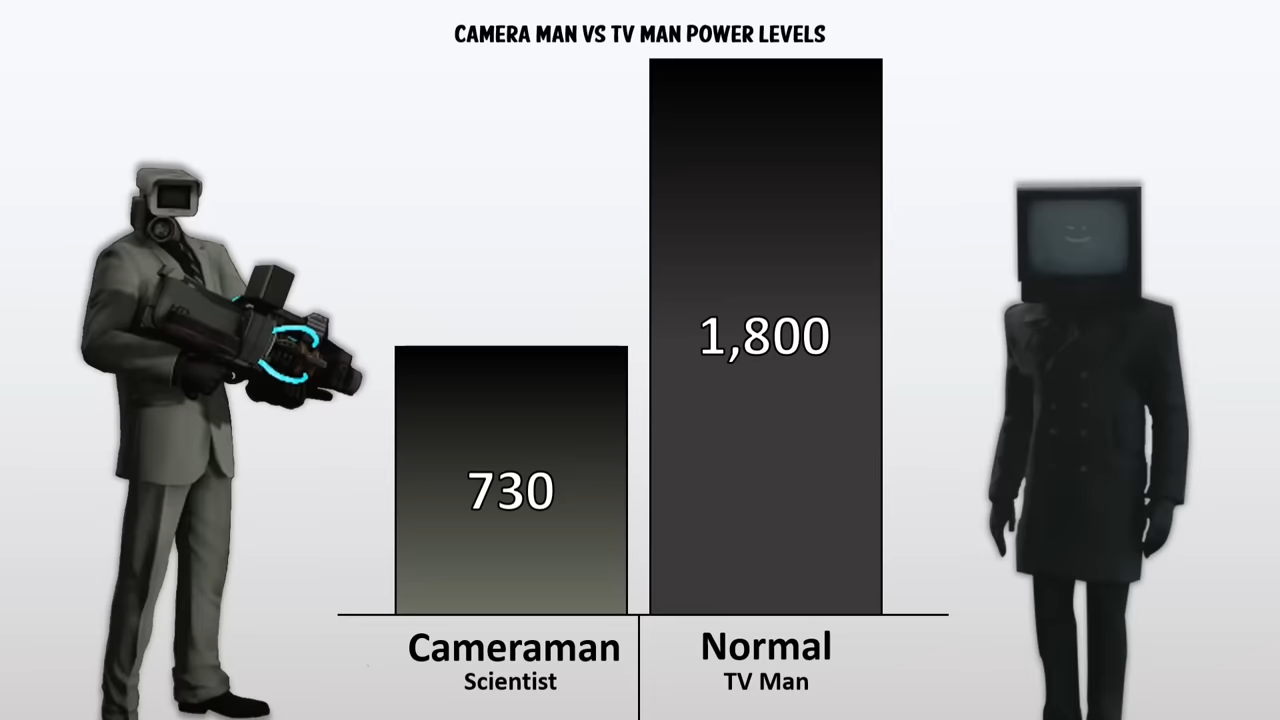 CAMERA MAN VS TV MAN POWER LEVELS
1,800
730
Cameraman
Scientist
Normal
TV Man